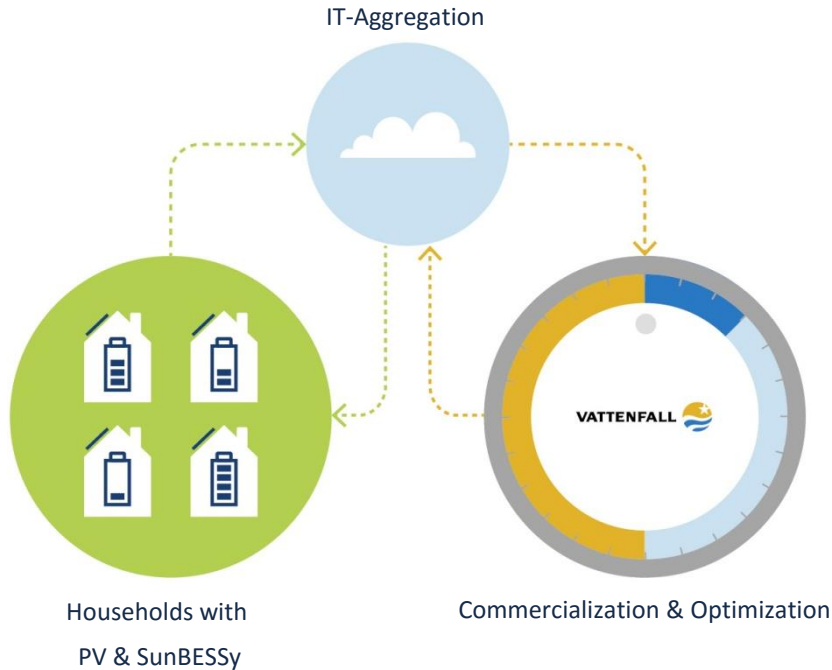 IT-Aggregation
VATTENFALL
Households with
PV & SunBESSy
Commercialization & Optimization